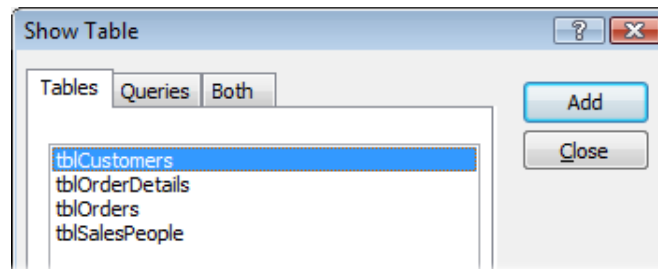 Show Table
?
Tables Queries Both
Add
Close
tblCustomers
tblOrderDetails
tblOrders
tblSalesPeople